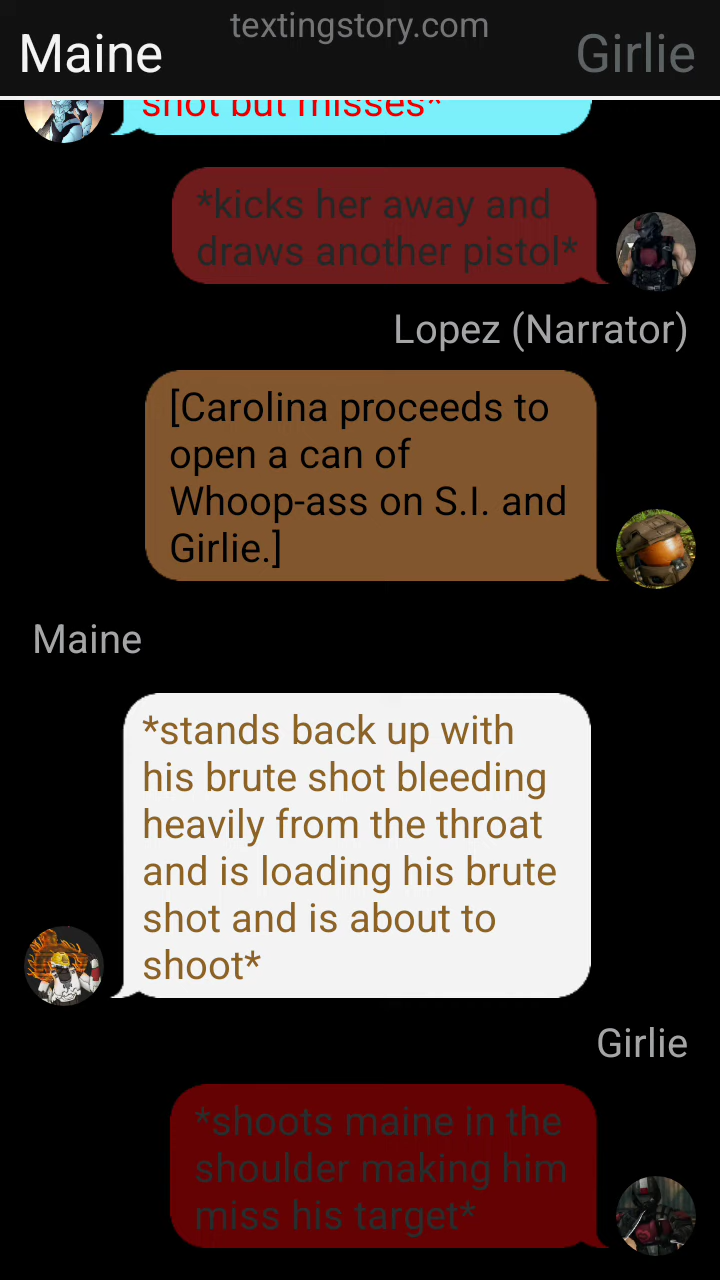 textingstory.com
Maine
Girlie
shot but misses*
*kicks her away and
draws another pistol*
Lopez (Narrator)
[Carolina proceeds to
open a can of
Whoop-ass on S.I. and
Girlie.]
Maine
*stands back up with
his brute shot bleeding
heavily from the throat
and is loading his brute
shot and is about to
shoot*
Girlie
*shoots maine in the
shoulder making him
miss his target*